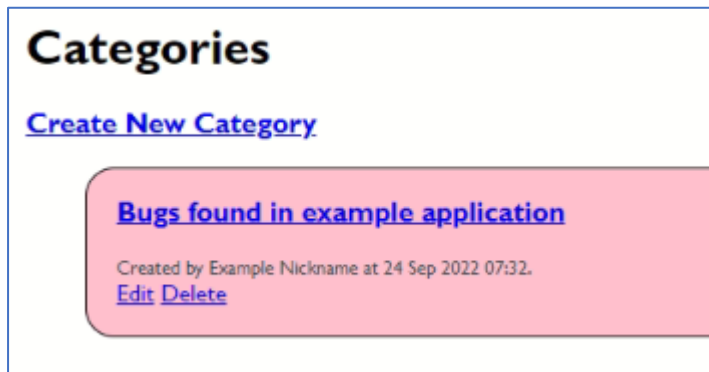 Categories
Create New Category
Bugs found in example application
Created by Example Nickname at 24 Sep 2022 07:32.
Edit Delete